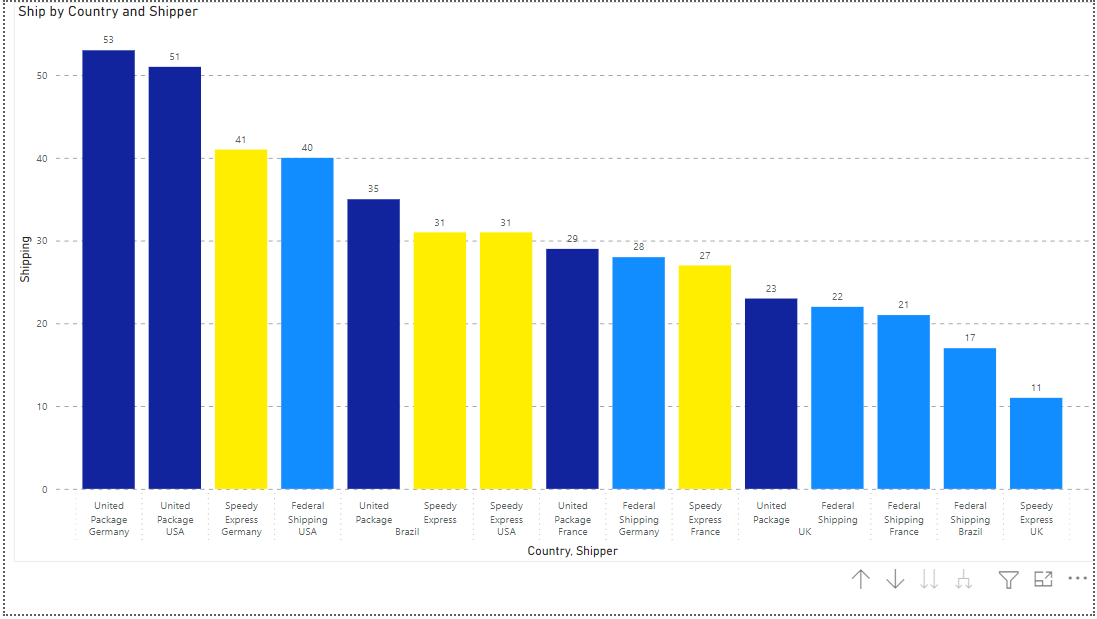 Ship by Country and Shipper
53
51
41
40
35
31
31
29
28
27
23
22
21
17
11
50
40
30
20
10
0
Shipping
United Package Germany
United Package USA
Speedy Express Germany
Federal Shipping USA
United Package
Speedy Express
Brazil
Speedy Express USA
United Package France
Federal Shipping Germany
Speedy Express France
United Package
Federal Shipping
UK
Federal Shipping France
Federal Shipping Brazil
Speedy Express UK
Country, Shipper